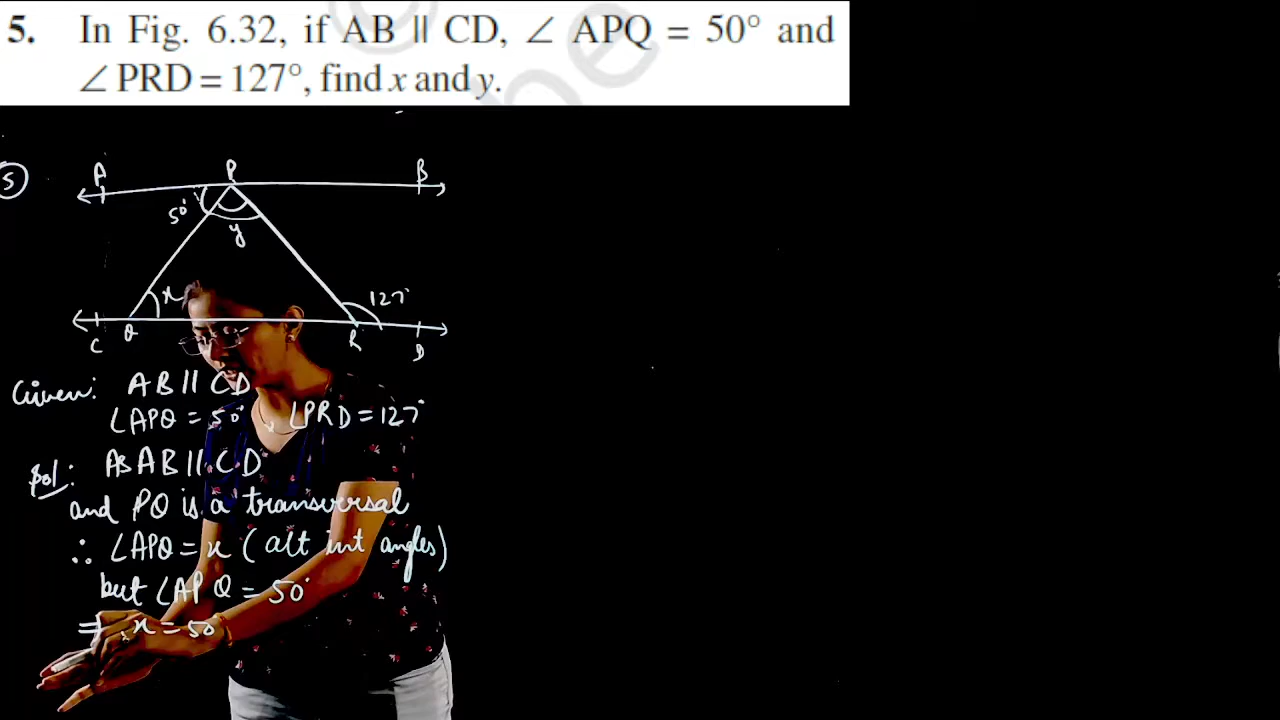 5. In Fig. 6.32, if AB || CD, ∠ APQ = 50° and
∠ PRD = 127°, find x and y.
5
A P B
50°
y
x 127°
C Q R D
Given: AB || CD
∠APQ = 50°, ∠PRD = 127°
Sol: As AB || CD
and PQ is a transversal
∴ ∠APQ = x (alt int angles)
but ∠APQ = 50°
⇒ x = 50